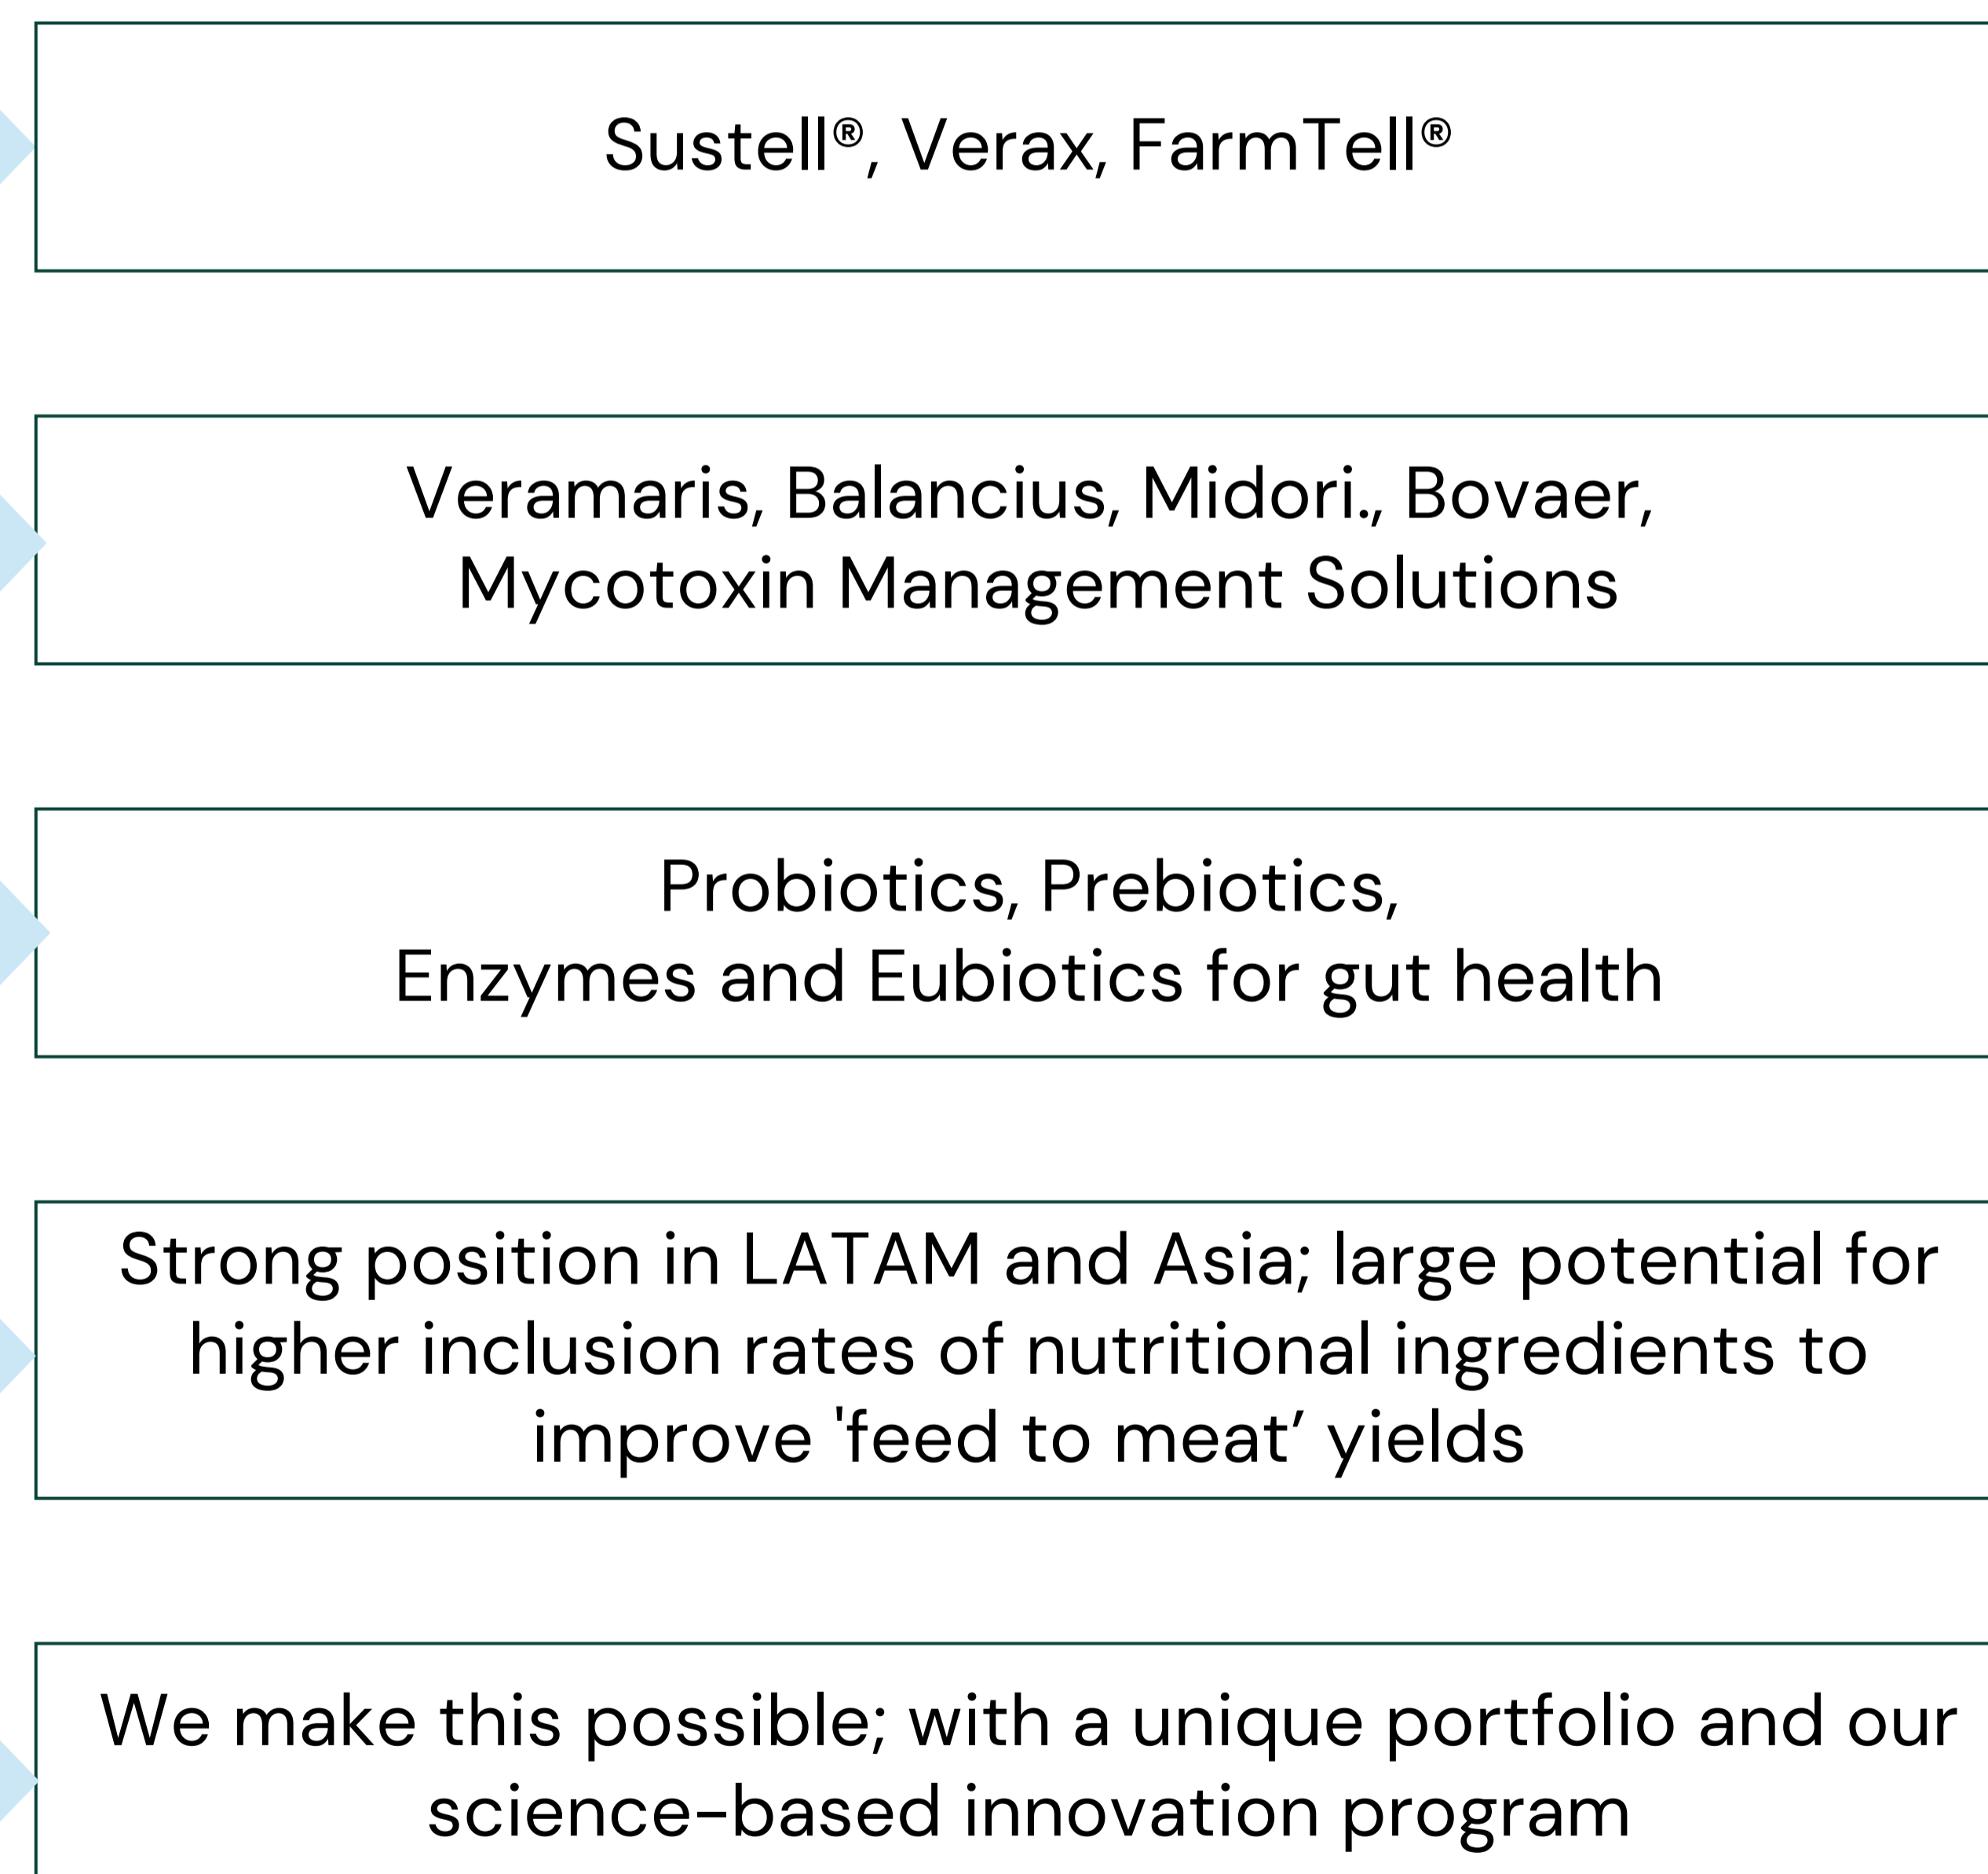 Sustell®, Verax, FarmTell®
Veramaris, Balancius, Midori., Bovaer,
Mycotoxin Management Solutions
Probiotics, Prebiotics,
Enzymes and Eubiotics for gut health
Strong position in LATAM and Asia; large potential for
higher inclusion rates of nutritional ingredients to
improve 'feed to meat’ yields
We make this possible; with a unique portfolio and our
science-based innovation program